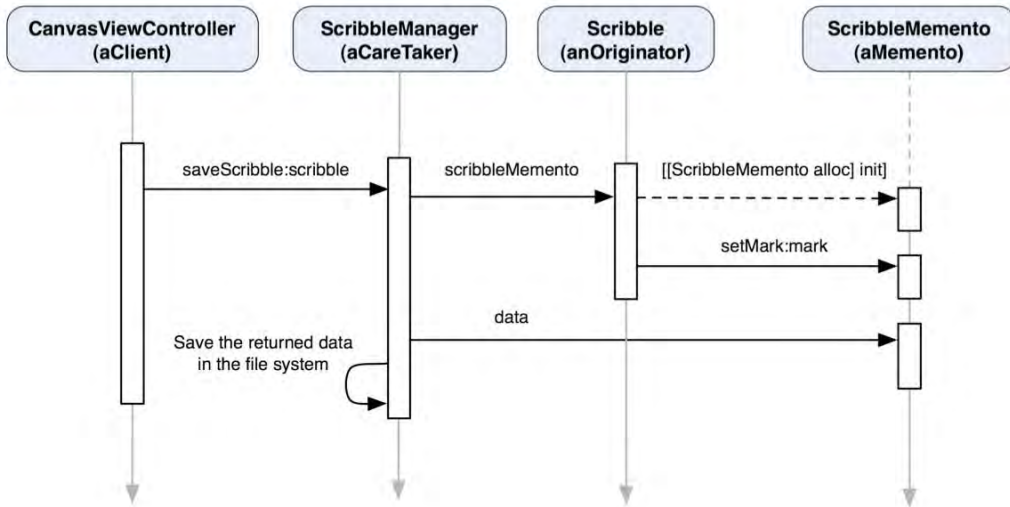 CanvasViewController
(aClient)
ScribbleManager
(aCareTaker)
Scribble
(anOriginator)
ScribbleMemento
(aMemento)
saveScribble:scribble
scribbleMemento
[[ScribbleMemento alloc] init]
setMark:mark
data
Save the returned data
in the file system